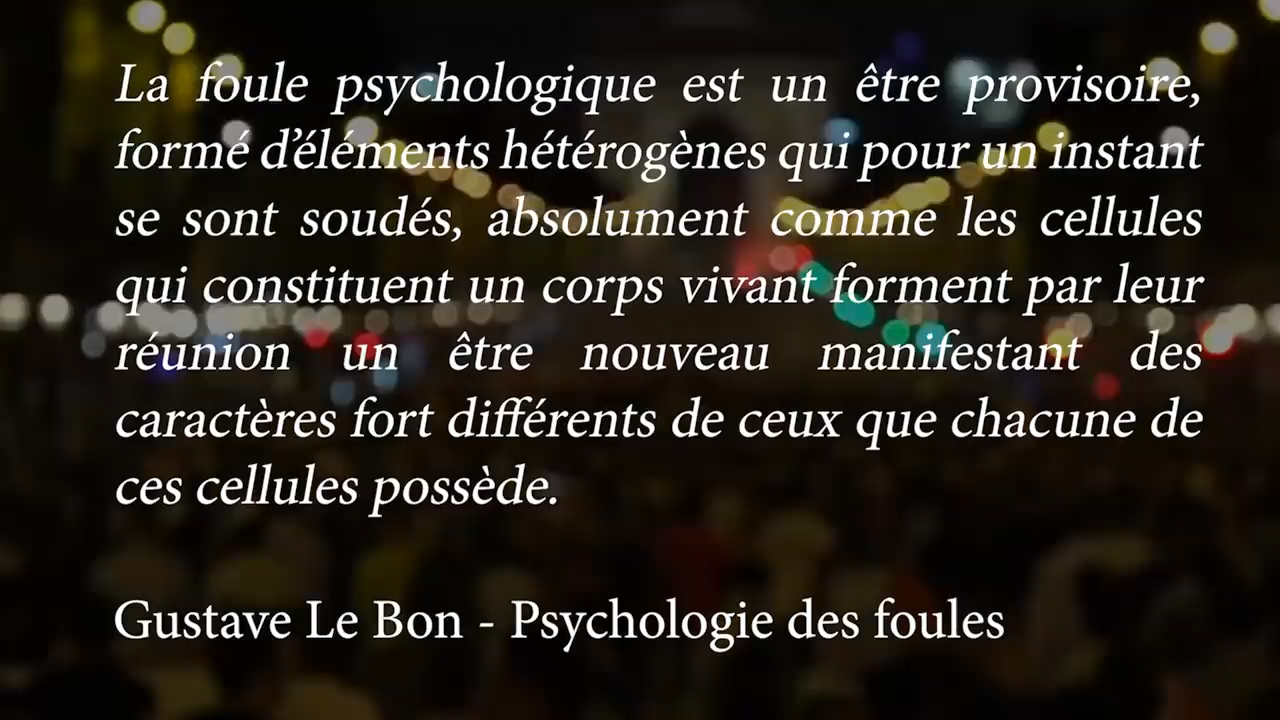 La foule psychologique est un être provisoire,
formé d’éléments hétérogènes qui pour un instant
se sont soudés, absolument comme les cellules
qui constituent un corps vivant forment par leur
réunion un être nouveau manifestant des
caractères fort différents de ceux que chacune de
ces cellules possède.
Gustave Le Bon - Psychologie des foules